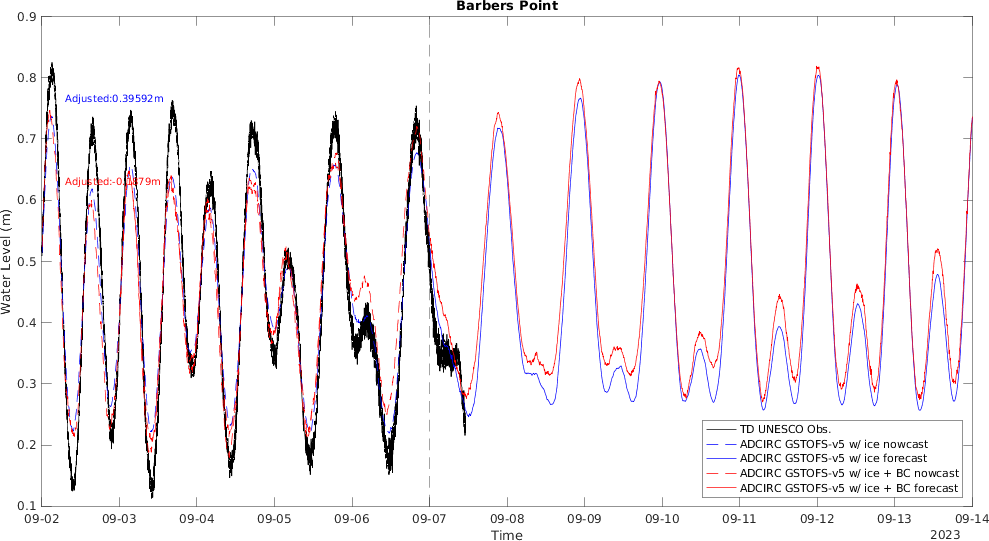 Barbers Point
Water Level (m)
0.9
0.8
0.7
0.6
0.5
0.4
0.3
0.2
0.1
Adjusted:0.39592m
TD UNESCO Obs.
ADCIRC GSTOFS-v5 w/ ice nowcast
ADCIRC GSTOFS-v5 w/ ice forecast
ADCIRC GSTOFS-v5 w/ ice + BC nowcast
ADCIRC GSTOFS-v5 w/ ice + BC forecast
09-02 09-03 09-04 09-05 09-06 09-07 09-08 09-09 09-10 09-11 09-12 09-13 09-14
Time
2023